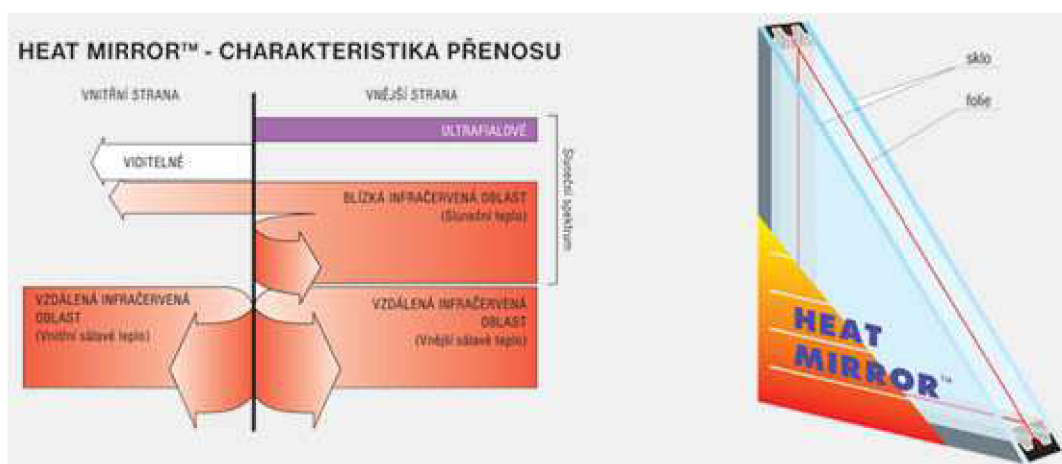 HEAT MIRROR™ - CHARAKTERISTIKA PŘENOSU
VNITŘNÍ STRANA
VNĚJŠÍ STRANA
ULTRAFIALOVÉ
VIDITELNÉ
BLÍZKÁ INFRAČERVENÁ OBLAST
(Sluneční teplo)
Sluneční spektrum
VZDÁLENÁ INFRAČERVENÁ
OBLAST
(Vnitřní sálavé teplo)
VZDÁLENÁ INFRAČERVENÁ
OBLAST
(Vnější sálavé teplo)
sklo
folie
HEAT
MIRROR™